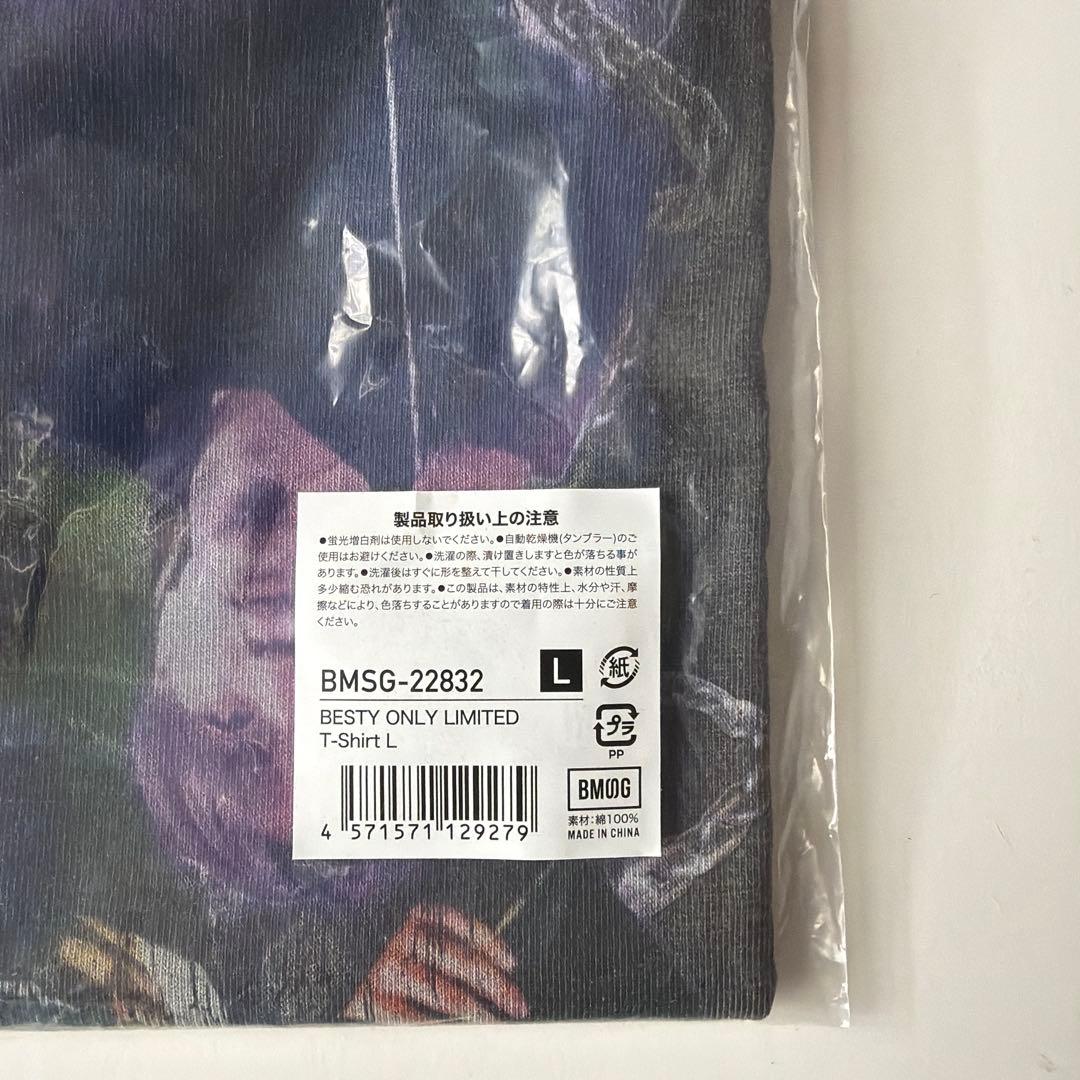 製品取り扱い上の注意
●蛍光増白剤は使用しないでください。●自動乾燥機(タンブラー)のご
使用はお避けください。●洗濯の際、漬け置きしますと色が落ちる事が
あります。●洗濯後はすぐに形を整えて干してください。●素材の性質上
多少縮む恐れがあります。●この製品は、素材の特性上、水分や汗、摩
擦などにより、色落ちすることがありますので着用の際は十分にご注意
ください。
BMSG-22832
L
紙
BESTY ONLY LIMITED
T-Shirt L
プラ
PP
BMSG
4 571571 129279
素材:綿100%
MADE IN CHINA